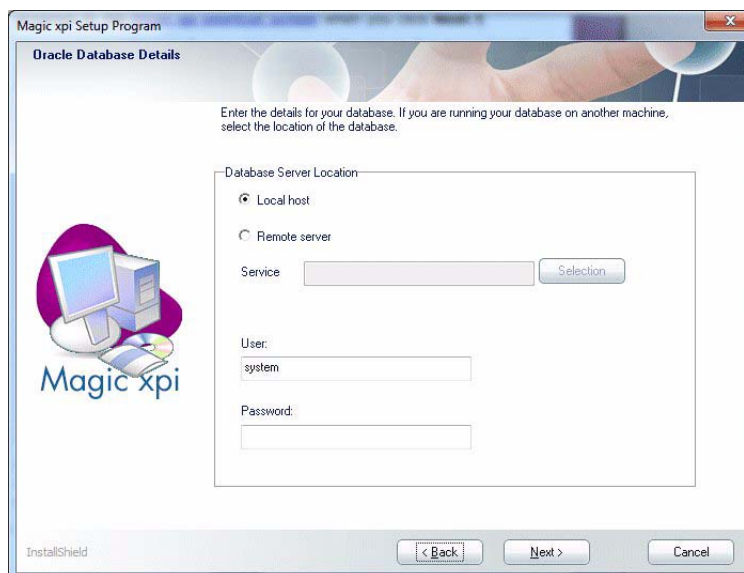 Magic xpi Setup Program
Oracle Database Details
Enter the details for your database. If you are running your database on another machine,
select the location of the database.
Database Server Location
Local host
Remote server
Service
Selection
User:
system
Password:
Magic xpi
InstallShield
< Back
Next >
Cancel